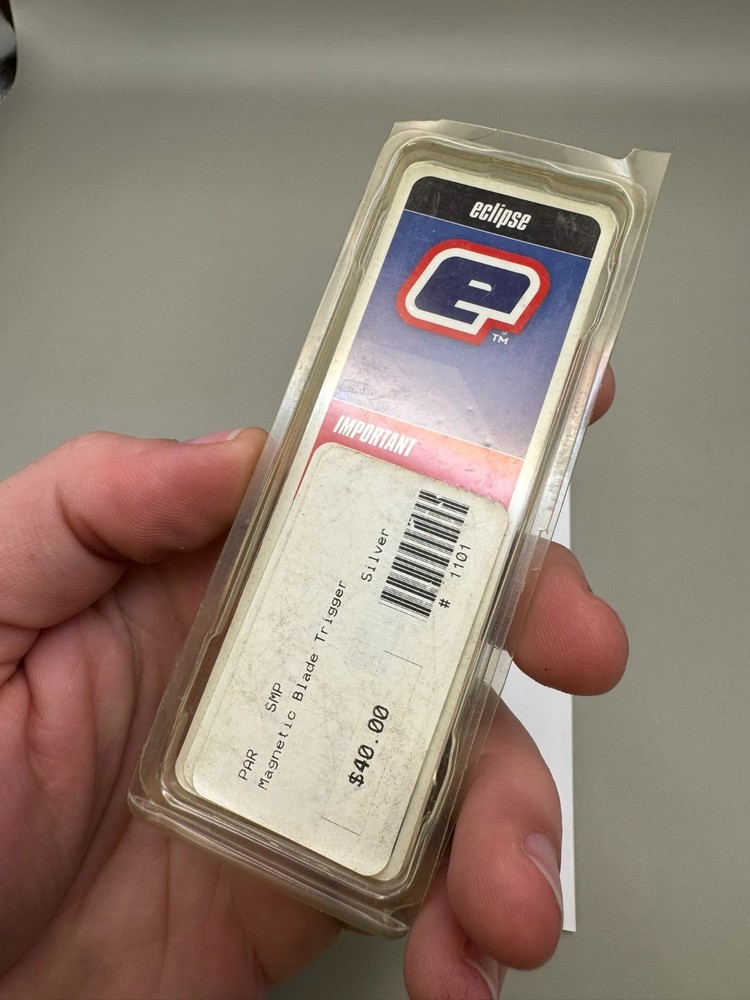 eclipse
e
TM
IMPORTANT
PAR SMP
Magnetic Blade Trigger Silver
$40.00
# 1101